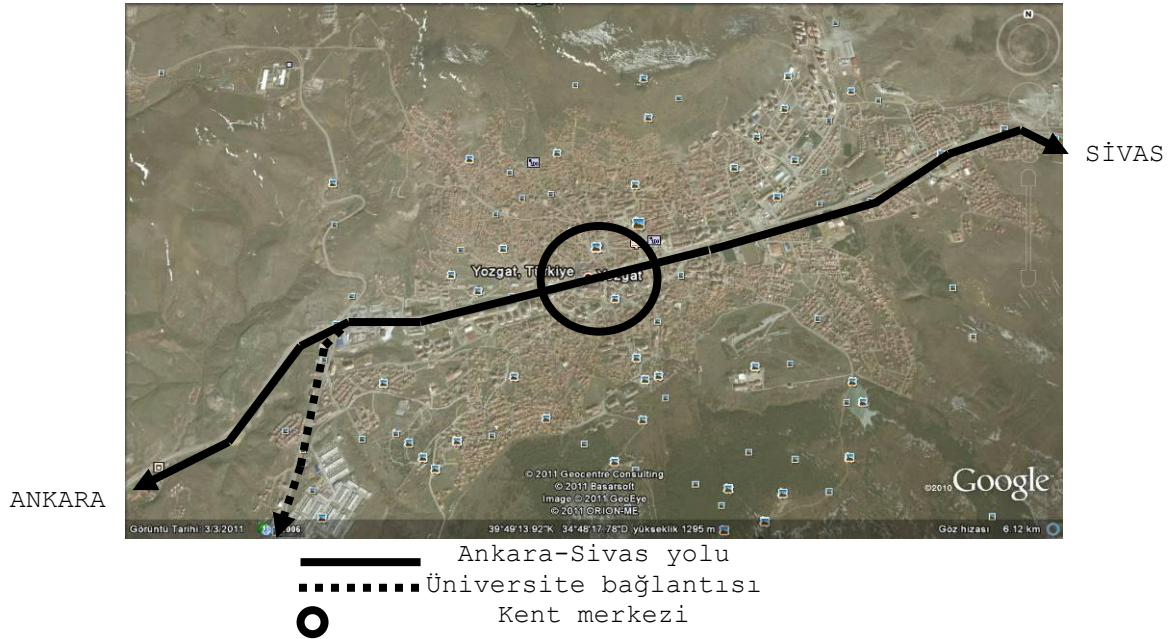 N
SİVAS
Yozgat, Türkiye
Yozgat
ANKARA
© 2011 Geocentre Consulting
© 2011 Basarsoft
Image © 2011 GeoEye
© 2011 ORION-ME
©2010 Google
Görüntü Tarihi: 3/3/2011
39°49'13.92"K 34°48'17.78"D yükseklik 1295 m
Göz hizası 6.12 km
Ankara-Sivas yolu
Üniversite bağlantısı
Kent merkezi